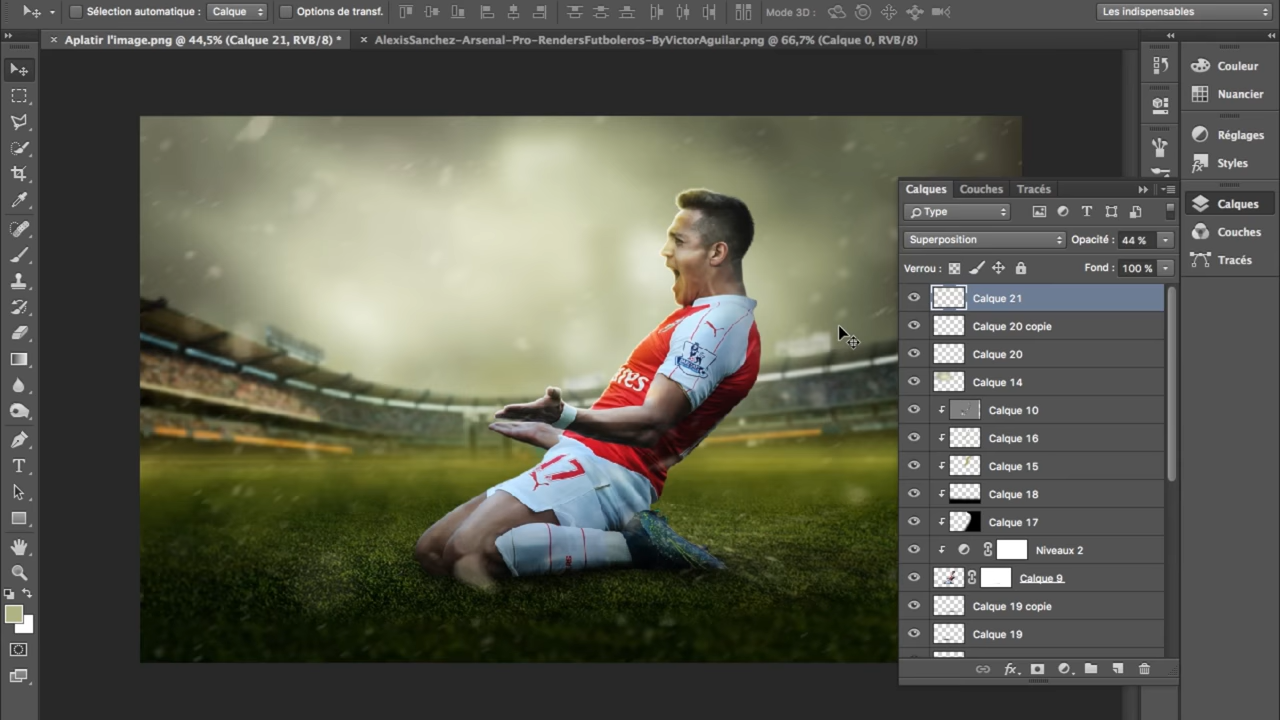 Sélection automatique : Calque Options de transf. Mode 3D : Les indispensables
× Aplatir l'image.png @ 44,5% (Calque 21, RVB/8) * × AlexisSanchez-Arsenal-Pro-RendersFutboleros-ByVictorAguilar.png @ 66,7% (Calque 0, RVB/8)
Couleur
Nuancier
Réglages
Styles
Calques
Couches
Tracés
Calques Couches Tracés
Type
Superposition Opacité : 44 %
Verrou : Fond : 100 %
Calque 21
Calque 20 copie
Calque 20
Calque 14
Calque 10
Calque 16
Calque 15
Calque 18
Calque 17
Niveaux 2
Calque 9
Calque 19 copie
Calque 19
fx
17